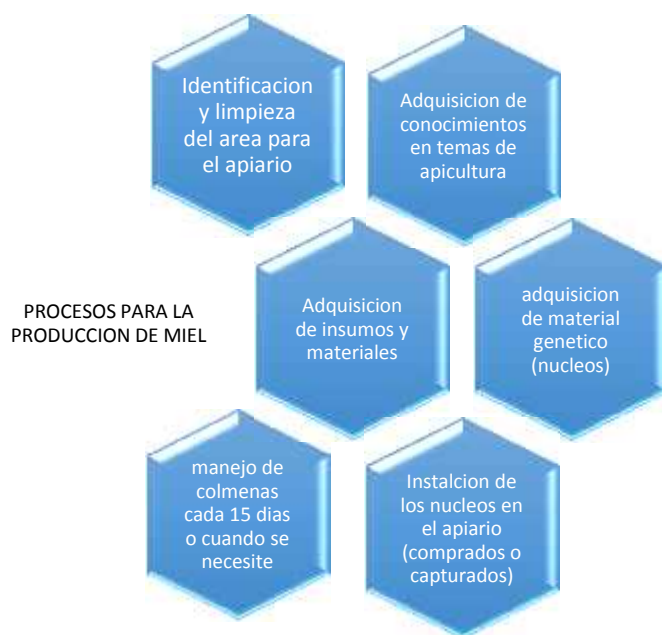 Identificacion
y limpieza
del area para
el apiario
Adquisicion de
conocimientos
en temas de
apicultura
PROCESOS PARA LA
PRODUCCION DE MIEL
Adquisicion
de insumos y
materiales
adquisicion
de material
genetico
(nucleos)
manejo de
colmenas
cada 15 dias
o cuando se
necesite
Instalcion de
los nucleos en
el apiario
(comprados o
capturados)